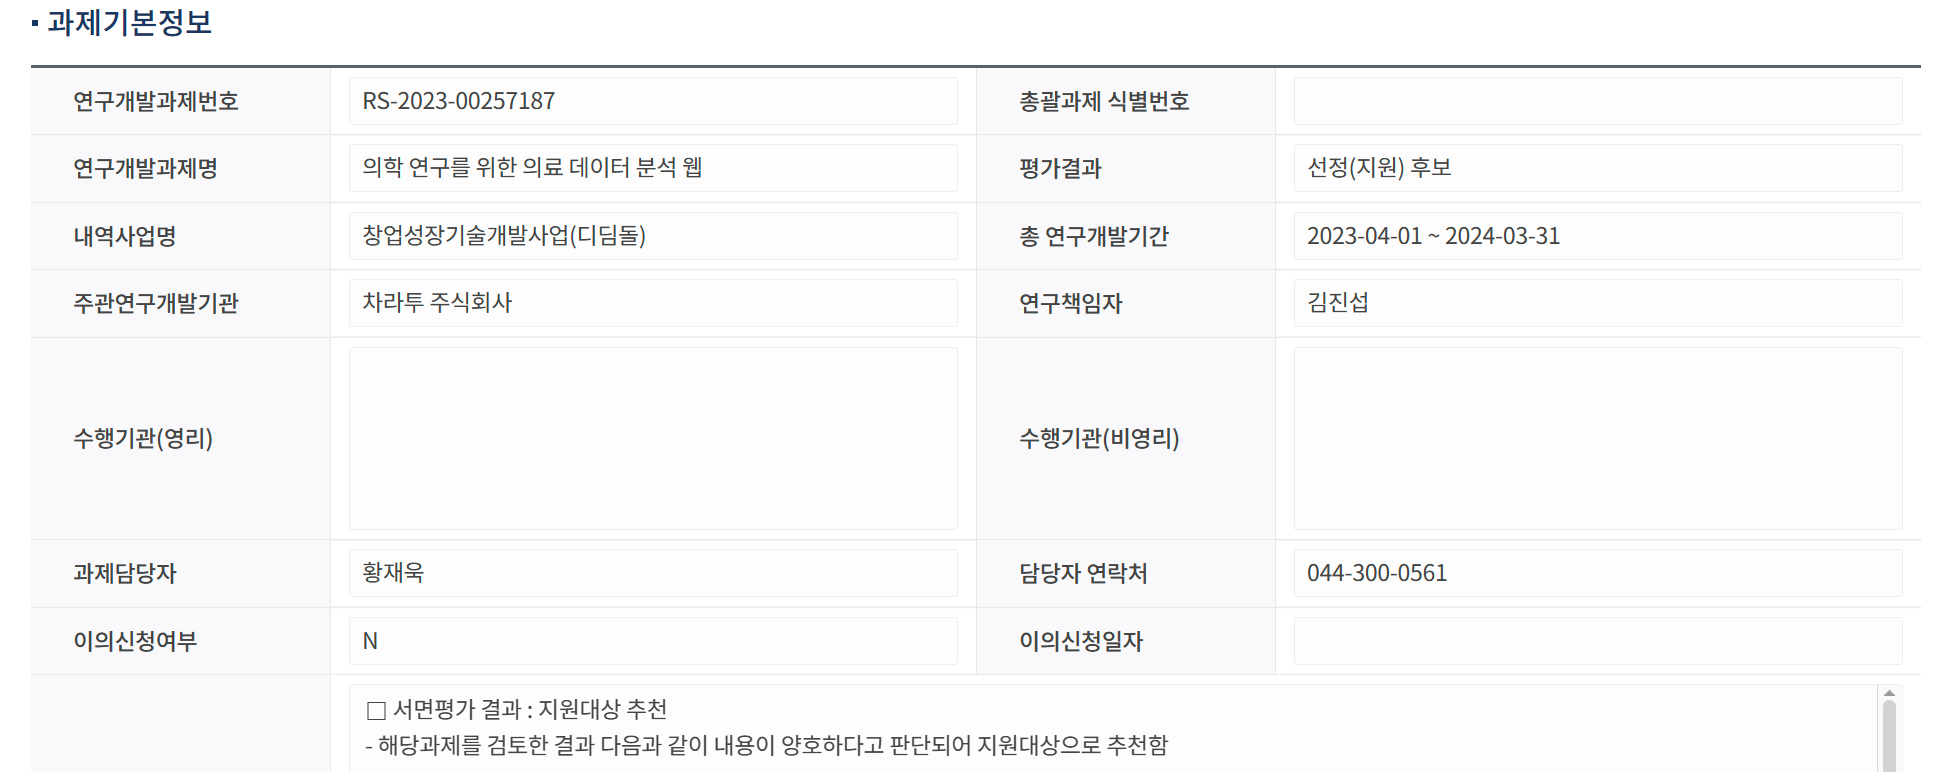 과제기본정보
연구개발과제번호 RS-2023-00257187 총괄과제 식별번호
연구개발과제명 의학 연구를 위한 의료 데이터 분석 웹 평가결과 선정(지원) 후보
내역사업명 창업성장기술개발사업(디딤돌) 총 연구개발기간 2023-04-01 ~ 2024-03-31
주관연구개발기관 차라투 주식회사 연구책임자 김진섭
수행기관(영리) 수행기관(비영리)
과제담당자 황재욱 담당자 연락처 044-300-0561
이의신청여부 N 이의신청일자
□ 서면평가 결과 : 지원대상 추천
- 해당과제를 검토한 결과 다음과 같이 내용이 양호하다고 판단되어 지원대상으로 추천함